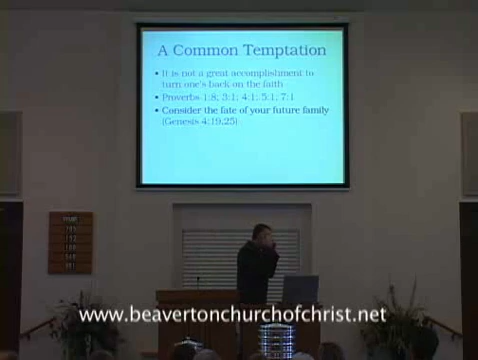 A Common Temptation
• It is not a great accomplishment to
turn one's back on the faith
• Proverbs 1:8; 3:1; 4:1; 5:1; 7:1
• Consider the fate of your future family
(Genesis 4:19,25)
www.beavertonchurchofchrist.net